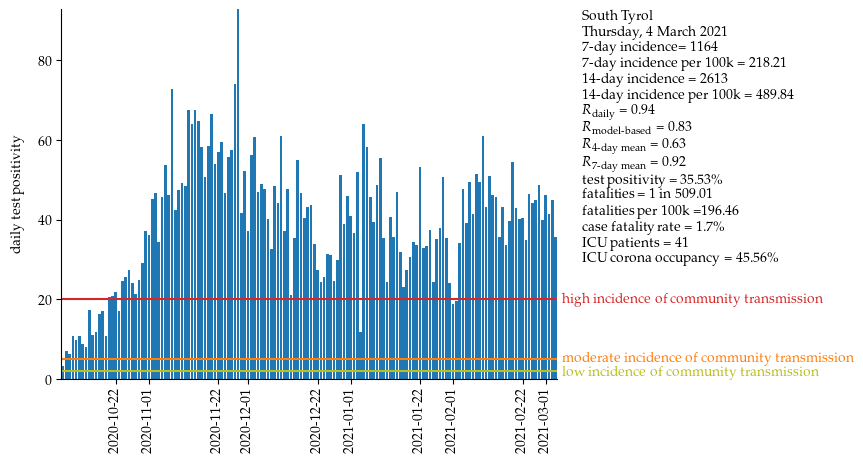 South Tyrol
Thursday, 4 March 2021
7-day incidence= 1164
7-day incidence per 100k = 218.21
14-day incidence = 2613
14-day incidence per 100k = 489.84
R daily = 0.94
R model-based = 0.83
R 4-day mean = 0.63
R 7-day mean = 0.92
test positivity = 35.53%
fatalities = 1 in 509.01
fatalities per 100k =196.46
case fatality rate = 1.7%
ICU patients = 41
ICU corona occupancy = 45.56%
daily test positivity
80
60
40
20
0
high incidence of community transmission
moderate incidence of community transmission
low incidence of community transmission
2020-10-22
2020-11-01
2020-11-22
2020-12-01
2020-12-22
2021-01-01
2021-01-22
2021-02-01
2021-02-22
2021-03-01